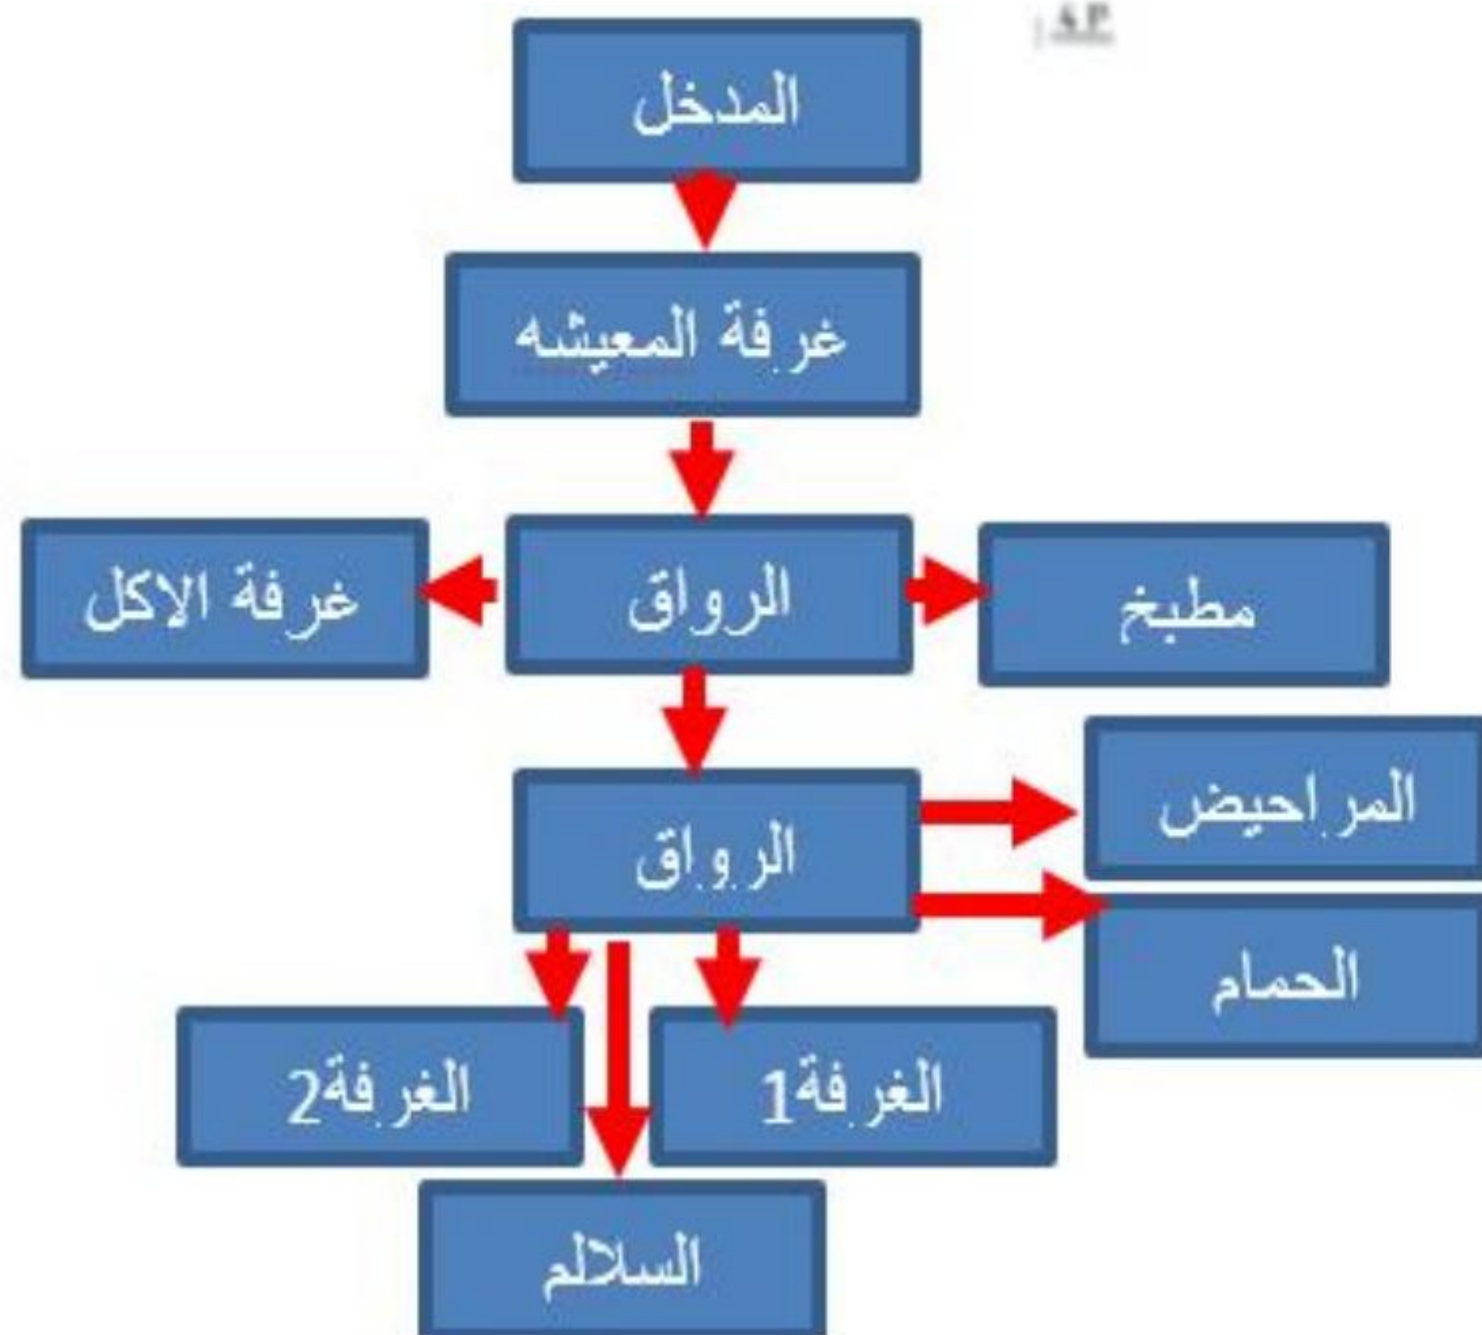 المدخل
غرفة المعيشه
مطبخ
الرواق
غرفة الاكل
المراحيض
الرواق
الحمام
الغرفة1
الغرفة2
السلالم